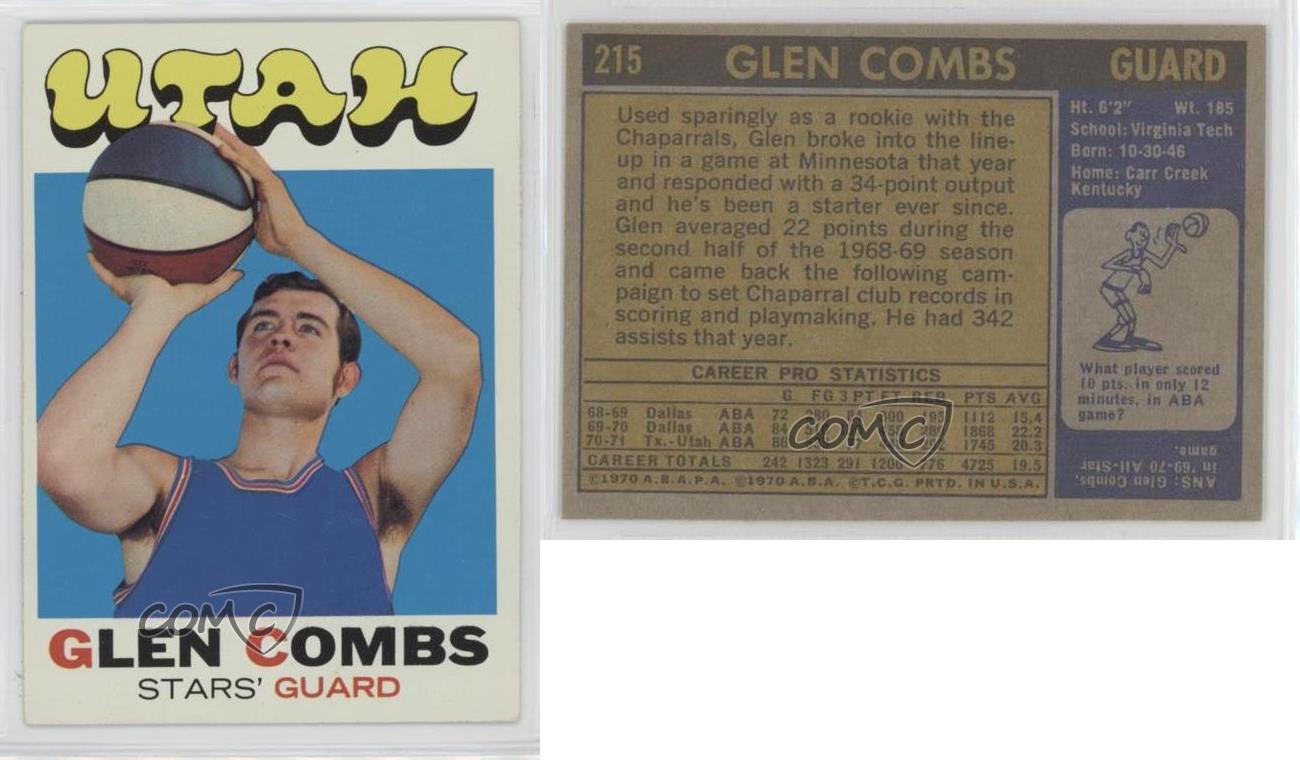 UTAH
GLEN COMBS
STARS' GUARD
COMC
215 GLEN COMBS GUARD
Used sparingly as a rookie with the
Chaparrals, Glen broke into the line-
up in a game at Minnesota that year
and responded with a 34-point output
and he's been a starter ever since.
Glen averaged 22 points during the
second half of the 1968-69 season
and came back the following cam-
paign to set Chaparral club records in
scoring and playmaking. He had 342
assists that year.
CAREER PRO STATISTICS
G FG 3 PT FT REB PTS AVG
68-69 Dallas ABA 72 1112 15.4
69-70 Dallas ABA 84 1868 22.2
70-71 Tx.-Utah ABA 86 1745 20.3
CAREER TOTALS 242 1323 291 1206 4725 19.5
©1970 A.B.A.P.A. ©1970 A.B.A. ©T.C.G. PRTD. IN U.S.A.
COMC
Ht. 6'2" Wt. 185
School: Virginia Tech
Born: 10-30-46
Home: Carr Creek
Kentucky
What player scored
10 pts. in only 12
minutes, in ABA
game?
ANS: Glen Combs,
in '69-70 All-Star
game.